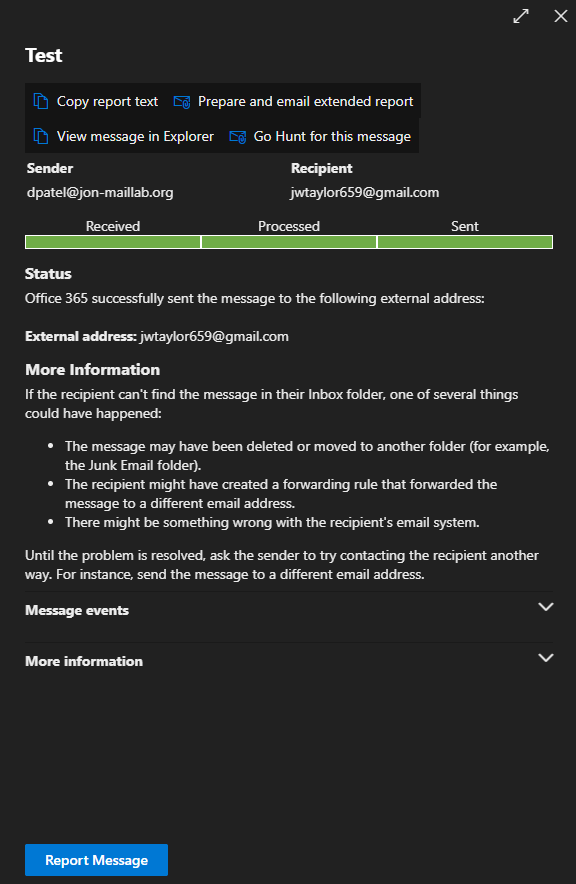 Test
Copy report text
Prepare and email extended report
View message in Explorer
Go Hunt for this message
Sender
Recipient
dpatel@jon-maillab.org
jwtaylor659@gmail.com
Received
Processed
Sent
Status
Office 365 successfully sent the message to the following external address:
External address: jwtaylor659@gmail.com
More Information
If the recipient can't find the message in their Inbox folder, one of several things
could have happened:
• The message may have been deleted or moved to another folder (for example,
the Junk Email folder).
• The recipient might have created a forwarding rule that forwarded the
message to a different email address.
• There might be something wrong with the recipient's email system.
Until the problem is resolved, ask the sender to try contacting the recipient another
way. For instance, send the message to a different email address.
Message events
More information
Report Message